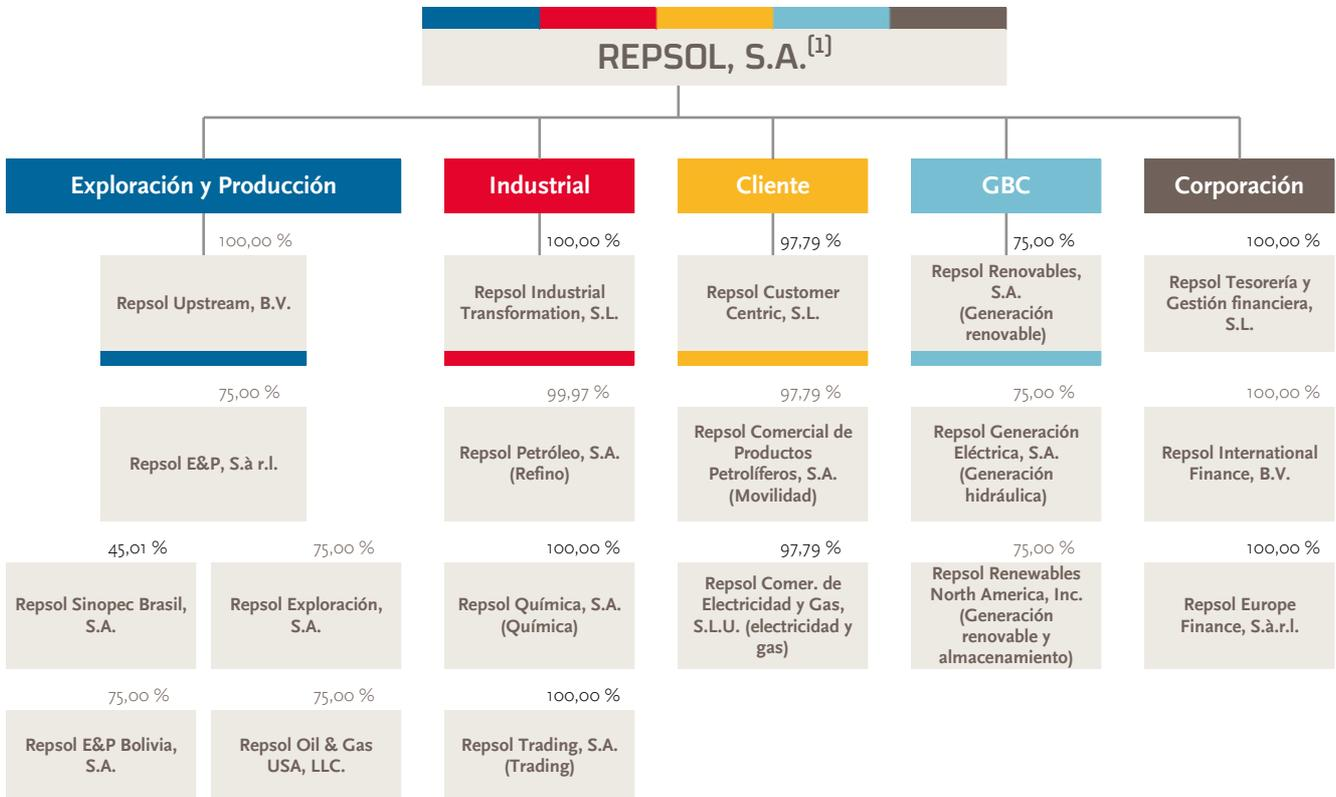 REPSOL, S.A.(1)
Exploración y Producción
Industrial
Cliente
GBC
Corporación
100,00 %
100,00 %
97,79 %
75,00 %
100,00 %
Repsol Upstream, B.V.
Repsol Industrial
Transformation, S.L.
Repsol Customer
Centric, S.L.
Repsol Renovables,
S.A.
(Generación
renovable)
Repsol Tesorería y
Gestión financiera,
S.L.
75,00 %
99,97 %
97,79 %
75,00 %
100,00 %
Repsol E&P, S.à r.l.
Repsol Petróleo, S.A.
(Refino)
Repsol Comercial de
Productos
Petrolíferos, S.A.
(Movilidad)
Repsol Generación
Eléctrica, S.A.
(Generación
hidráulica)
Repsol International
Finance, B.V.
45,01 %
75,00 %
100,00 %
97,79 %
75,00 %
100,00 %
Repsol Sinopec Brasil,
S.A.
Repsol Exploración,
S.A.
Repsol Química, S.A.
(Química)
Repsol Comer. de
Electricidad y Gas,
S.L.U. (electricidad y
gas)
Repsol Renewables
North America, Inc.
(Generación
renovable y
almacenamiento)
Repsol Europe
Finance, S.à.r.l.
75,00 %
75,00 %
100,00 %
Repsol E&P Bolivia,
S.A.
Repsol Oil & Gas
USA, LLC.
Repsol Trading, S.A.
(Trading)